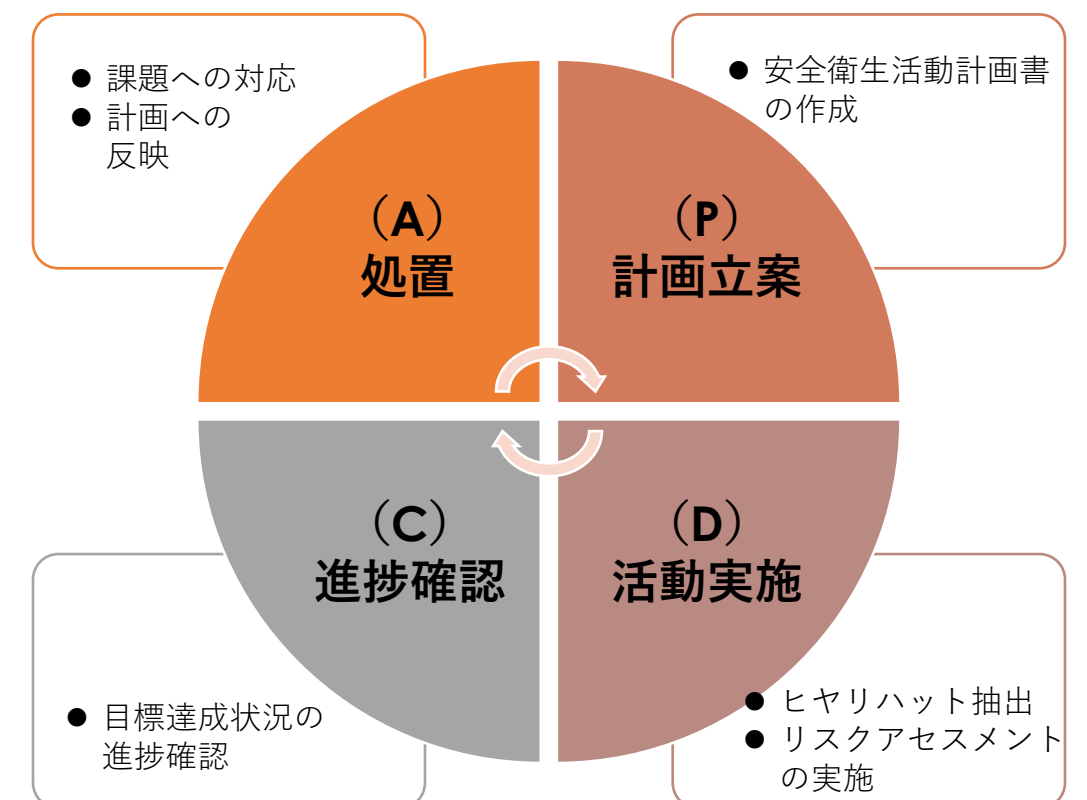 ● 課題への対応
● 計画への
反映
● 安全衛生活動計画書
の作成
（A）
処置
（P）
計画立案
（C）
進捗確認
（D）
活動実施
● 目標達成状況の
進捗確認
● ヒヤリハット抽出
● リスクアセスメント
の実施